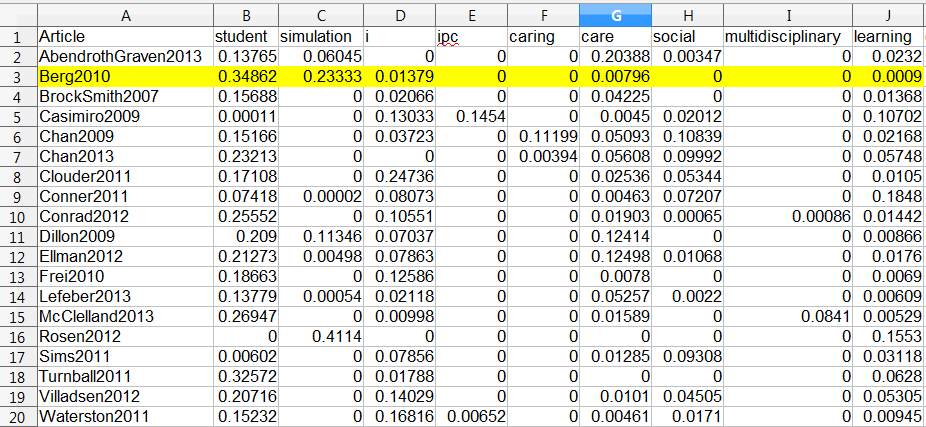 A B C D E F G H I J
1 Article student simulation i ipc caring care social multidisciplinary learning
2 AbendrothGraven2013 0.13765 0.06045 0 0 0 0.20388 0.00347 0 0.0232
3 Berg2010 0.34862 0.23333 0.01379 0 0 0.00796 0 0 0.0009
4 BrockSmith2007 0.15688 0 0.02066 0 0 0.04225 0 0 0.01368
5 Casimiro2009 0.00011 0 0.13033 0.1454 0 0.0045 0.02012 0 0.10702
6 Chan2009 0.15166 0 0.03723 0 0.11199 0.05093 0.10839 0 0.02168
7 Chan2013 0.23213 0 0 0 0.00394 0.05608 0.09992 0 0.05748
8 Clouder2011 0.17108 0 0.24736 0 0 0.02536 0.05344 0 0.0105
9 Conner2011 0.07418 0.00002 0.08073 0 0 0.00463 0.07207 0 0.1848
10 Conrad2012 0.25552 0 0.10551 0 0 0.01903 0.00065 0.00086 0.01442
11 Dillon2009 0.209 0.11346 0.07037 0 0 0.12414 0 0 0.00866
12 Ellman2012 0.21273 0.00498 0.07863 0 0 0.12498 0.01068 0 0.0176
13 Frei2010 0.18663 0 0.12586 0 0 0.0078 0 0 0.0069
14 Lefeber2013 0.13779 0.00054 0.02118 0 0 0.05257 0.0022 0 0.00609
15 McClelland2013 0.26947 0 0.00998 0 0 0.01589 0 0.0841 0.00529
16 Rosen2012 0 0.4114 0 0 0 0 0 0 0.1553
17 Sims2011 0.00602 0 0.07856 0 0 0.01285 0.09308 0 0.03118
18 Turnball2011 0.32572 0 0.01788 0 0 0 0 0 0.0628
19 Villadsen2012 0.20716 0 0.14029 0 0 0.0101 0.04505 0 0.05305
20 Waterston2011 0.15232 0 0.16816 0.00652 0 0.00461 0.0171 0 0.00945